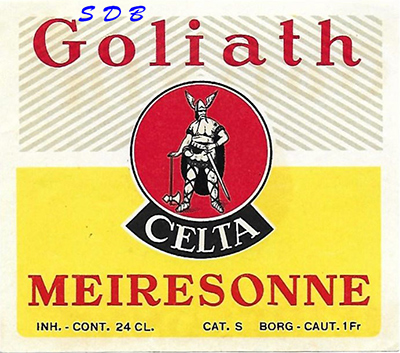 SDB
Goliath
CELTA
MEIRESONNE
INH. - CONT. 24 CL. CAT. S BORG - CAUT. 1 Fr